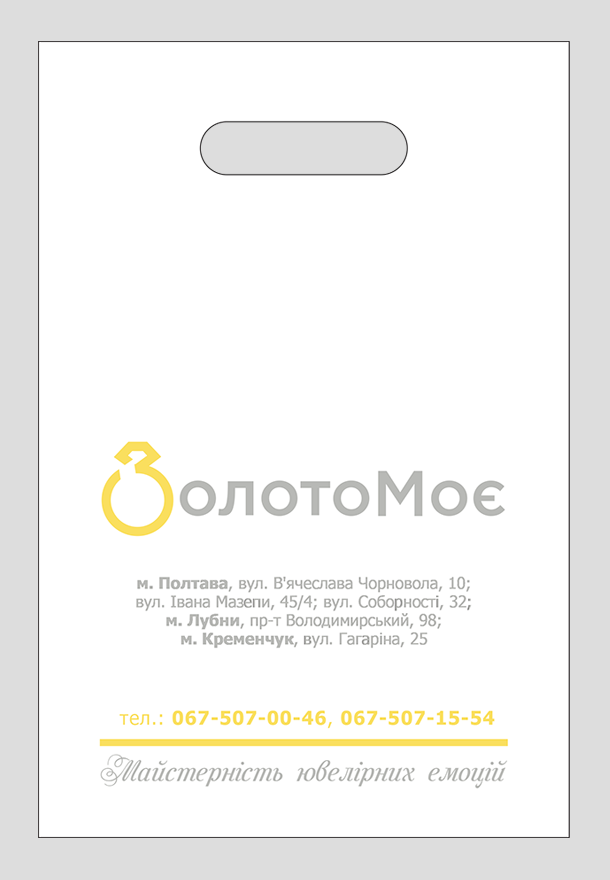 ЗолотоМоє
м. Полтава, вул. В'ячеслава Чорновола, 10;
вул. Івана Мазепи, 45/4; вул. Соборності, 32;
м. Лубни, пр-т Володимирський, 98;
м. Кременчук, вул. Гагаріна, 25
тел.: 067-507-00-46, 067-507-15-54
Майстерність ювелірних емоцій